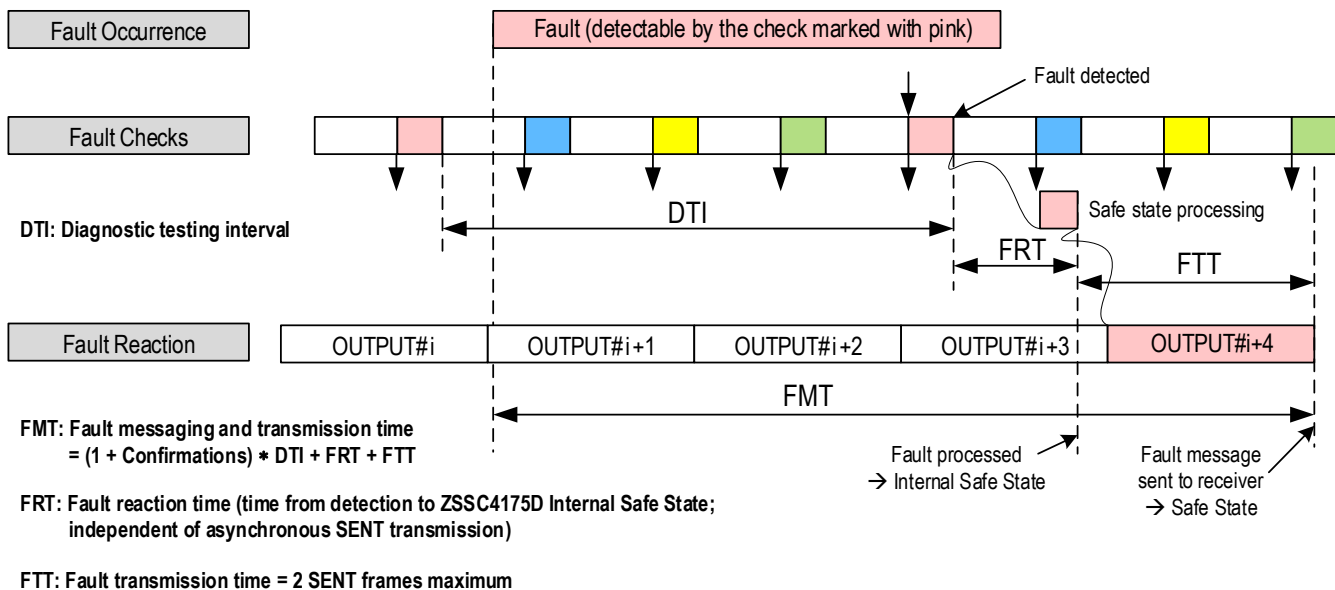 Fault Occurrence
Fault (detectable by the check marked with pink)
Fault detected
Fault Checks
DTI
Safe state processing
DTI: Diagnostic testing interval
FRT
FTT
Fault Reaction
OUTPUT#i
OUTPUT#i+1
OUTPUT#i+2
OUTPUT#i+3
OUTPUT#i+4
FMT
FMT: Fault messaging and transmission time
= (1 + Confirmations) * DTI + FRT + FTT
Fault processed
→ Internal Safe State
Fault message
sent to receiver
→ Safe State
FRT: Fault reaction time (time from detection to ZSSC4175D Internal Safe State;
independent of asynchronous SENT transmission)
FTT: Fault transmission time = 2 SENT frames maximum